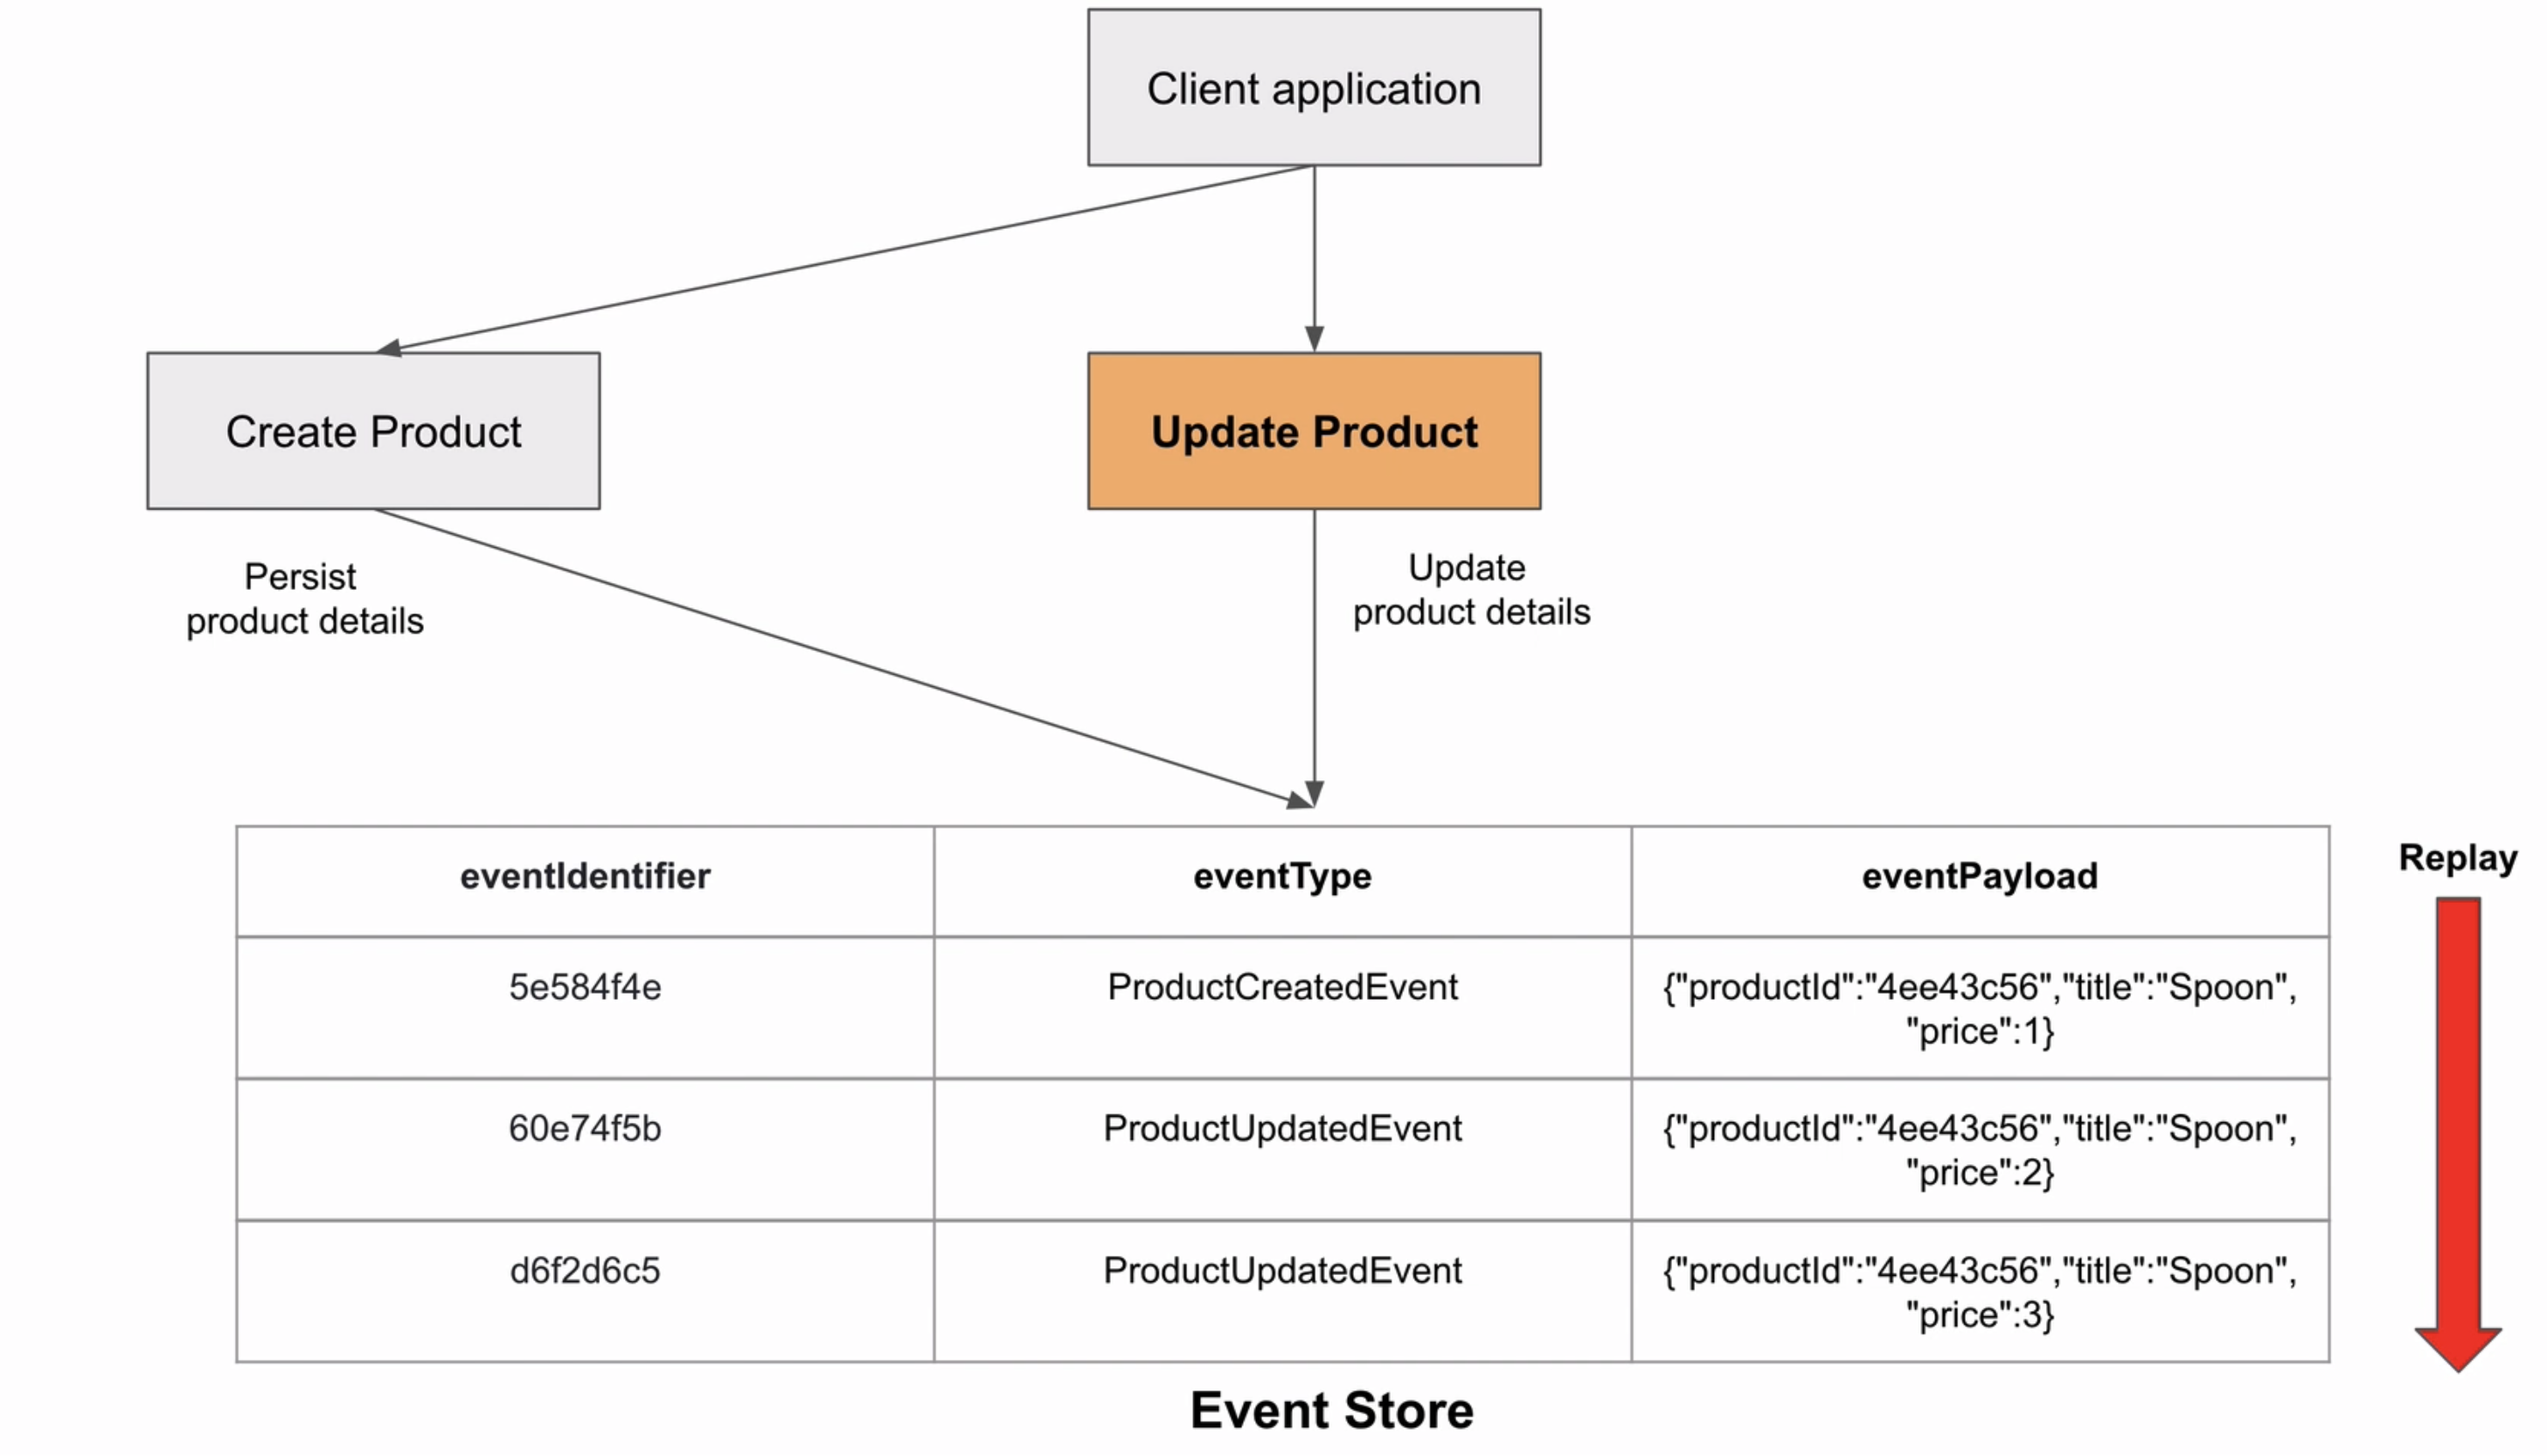 Client application
Create Product
Update Product
Persist
product details
Update
product details
eventIdentifier
eventType
eventPayload
Replay
5e584f4e
ProductCreatedEvent
{"productId":"4ee43c56","title":"Spoon",
"price":1}
60e74f5b
ProductUpdatedEvent
{"productId":"4ee43c56","title":"Spoon",
"price":2}
d6f2d6c5
ProductUpdatedEvent
{"productId":"4ee43c56","title":"Spoon",
"price":3}
Event Store